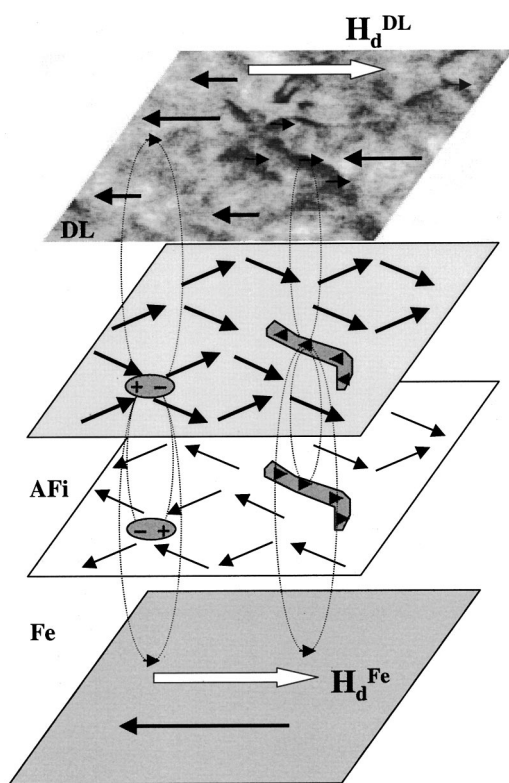 H_d^DL
DL
+ −
AFi
− +
Fe
H_d^Fe